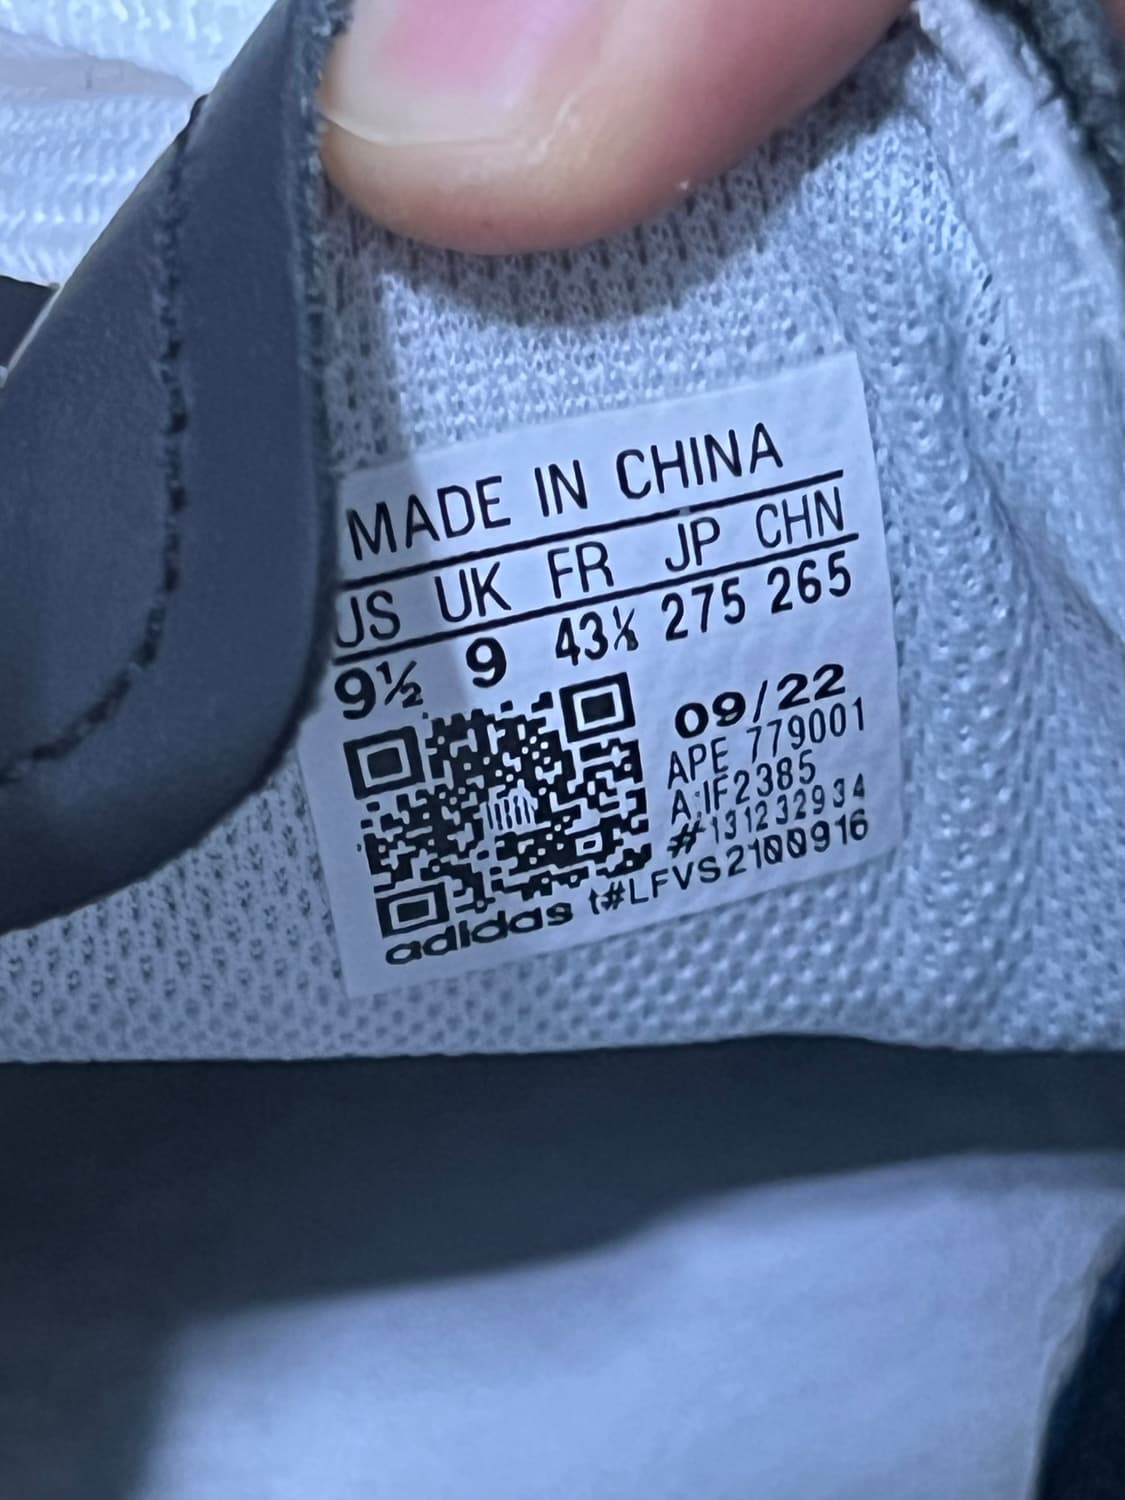 MADE IN CHINA
US UK FR JP CHN
9½ 9 43⅓ 275 265
09/22
APE 779001
A:IF2385
#131232934
adidas t#LFVS2100916